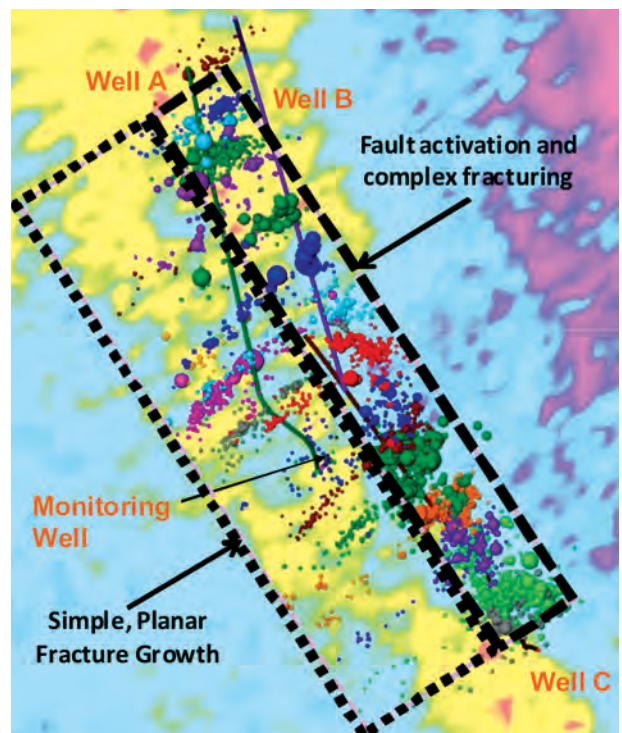 Well A
Well B
Fault activation and
complex fracturing
Monitoring
Well
Simple, Planar
Fracture Growth
Well C